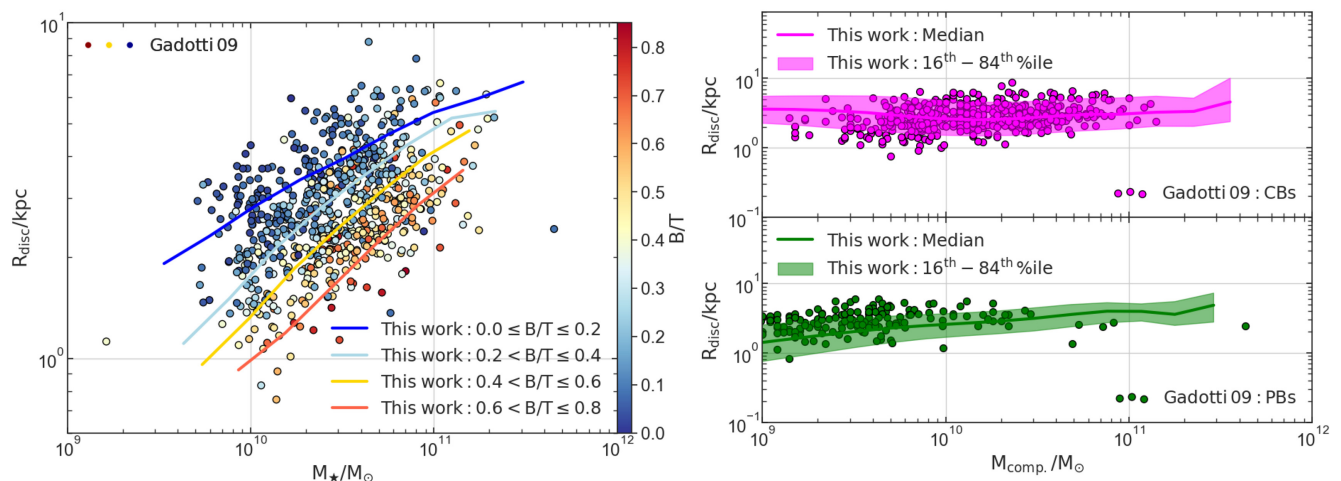 Gadotti 09
10¹
10⁰
R_disc/kpc
This work : 0.0 ≤ B/T ≤ 0.2
This work : 0.2 < B/T ≤ 0.4
This work : 0.4 < B/T ≤ 0.6
This work : 0.6 < B/T ≤ 0.8
10⁹ 10¹⁰ 10¹¹ 10¹²
M★/M⊙
0.8
0.7
0.6
0.5
0.4
0.3
0.2
0.1
0.0
B/T
This work : Median
This work : 16ᵗʰ − 84ᵗʰ %ile
10¹
10⁰
10⁻¹
R_disc/kpc
Gadotti 09 : CBs
This work : Median
This work : 16ᵗʰ − 84ᵗʰ %ile
10¹
10⁰
10⁻¹
R_disc/kpc
Gadotti 09 : PBs
10⁹ 10¹⁰ 10¹¹ 10¹²
M_comp./M⊙